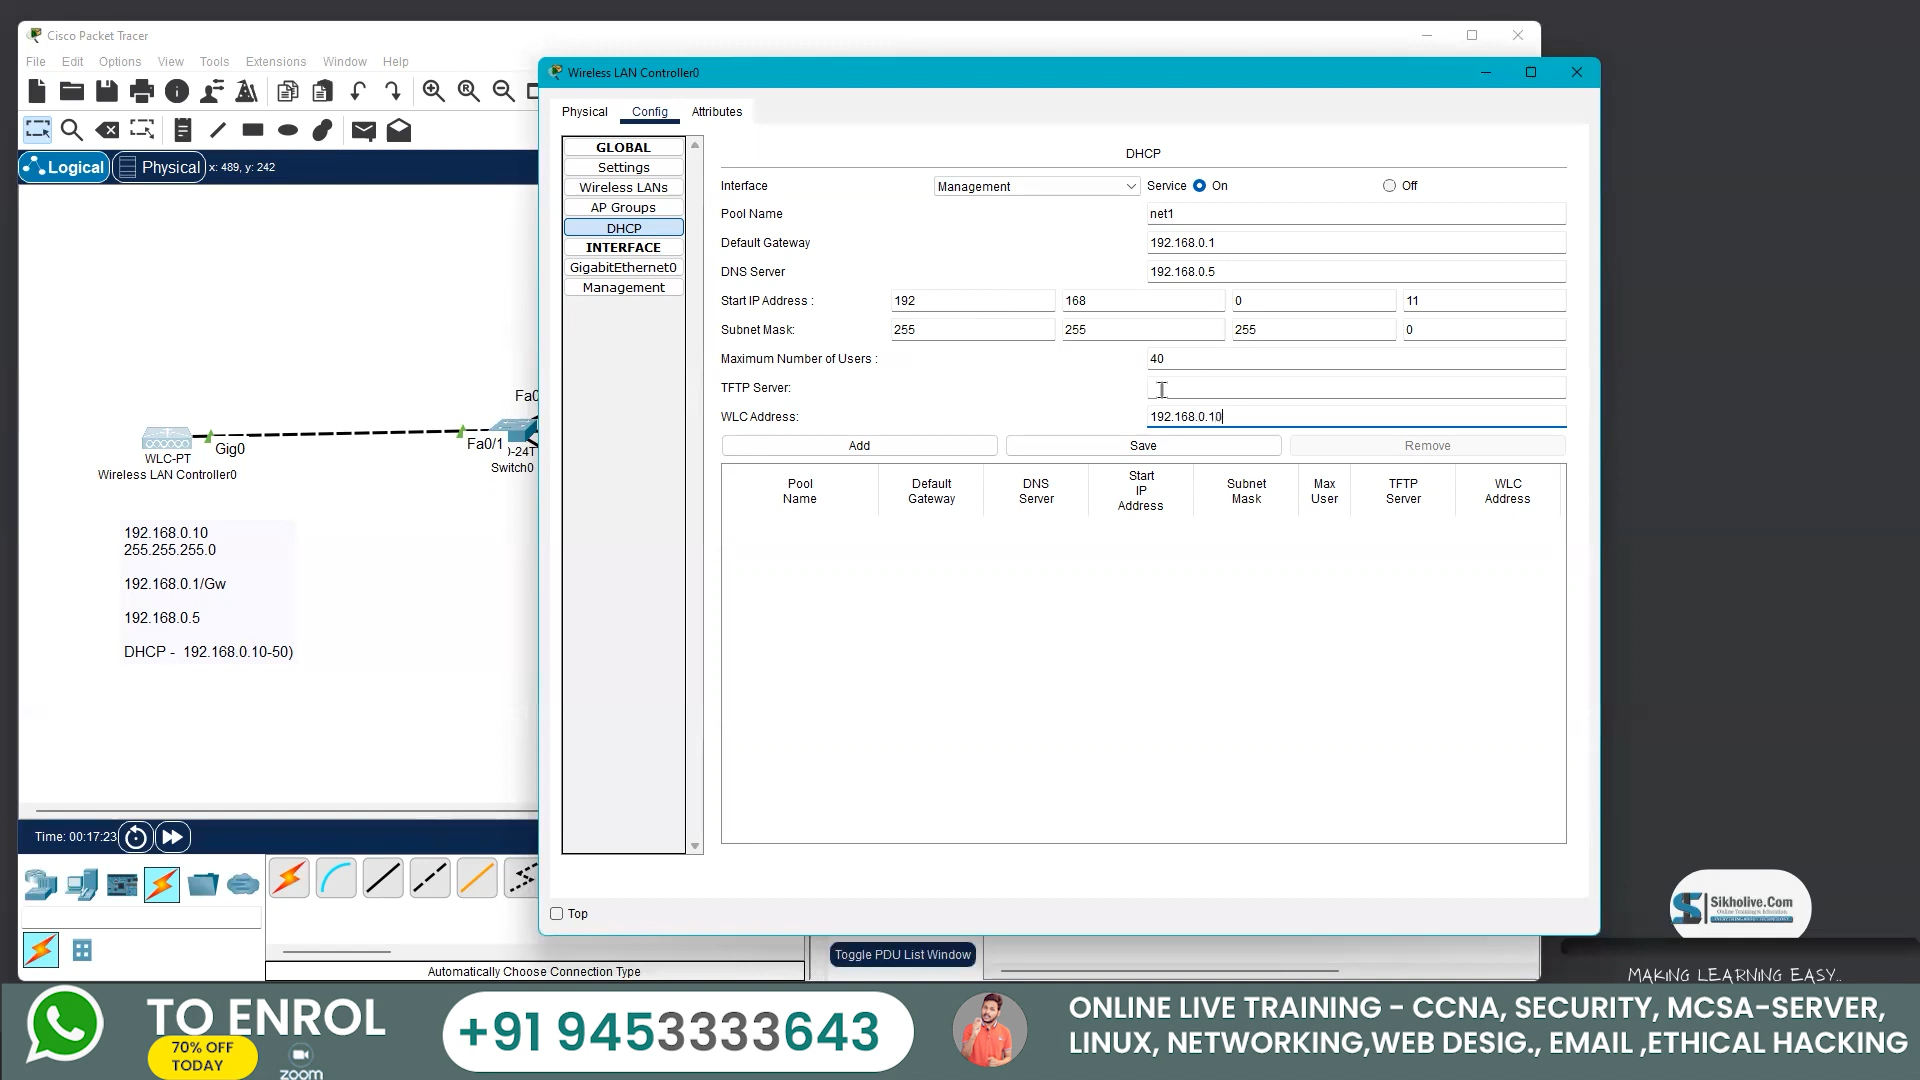 Cisco Packet Tracer
File Edit Options View Tools Extensions Window Help
Logical Physical x: 489, y: 242
Fa0
WLC-PT
Wireless LAN Controller0
Gig0
Fa0/1
0-24T
Switch0
192.168.0.10
255.255.255.0
192.168.0.1/Gw
192.168.0.5
DHCP - 192.168.0.10-50)
Time: 00:17:23
Automatically Choose Connection Type
Toggle PDU List Window
Wireless LAN Controller0
Physical Config Attributes
GLOBAL
Settings
Wireless LANs
AP Groups
DHCP
INTERFACE
GigabitEthernet0
Management
DHCP
Interface Management Service On Off
Pool Name net1
Default Gateway 192.168.0.1
DNS Server 192.168.0.5
Start IP Address : 192 168 0 11
Subnet Mask: 255 255 255 0
Maximum Number of Users : 40
TFTP Server:
WLC Address: 192.168.0.10
Add Save Remove
Pool Name
Default Gateway
DNS Server
Start IP Address
Subnet Mask
Max User
TFTP Server
WLC Address
Top
Sikholive.Com
Online Training & Education
MAKING LEARNING EASY..
TO ENROL
70% OFF
TODAY
zoom
+91 9453333643
ONLINE LIVE TRAINING - CCNA, SECURITY, MCSA-SERVER,
LINUX, NETWORKING,WEB DESIG., EMAIL ,ETHICAL HACKING